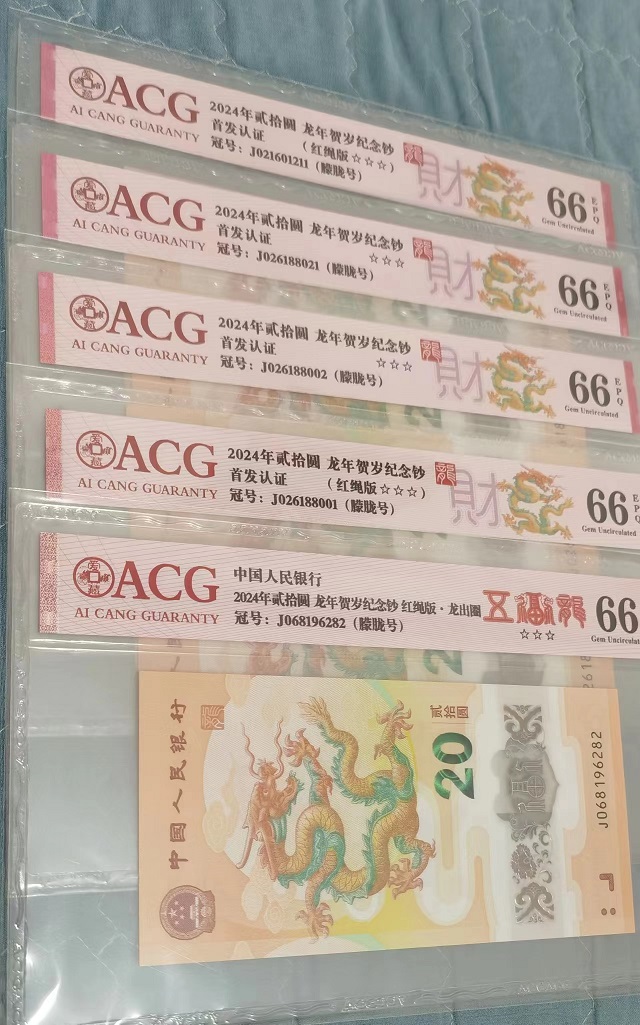 ACG
AI CANG GUARANTY
2024年贰拾圆 龙年贺岁纪念钞
首发认证 (红绳版☆☆☆)
冠号：J021601211 (朦胧号)
龍
財
66
EPQ
Gem Uncirculated
ACG
AI CANG GUARANTY
2024年贰拾圆 龙年贺岁纪念钞
首发认证 ☆☆☆
冠号：J026188021 (朦胧号)
龍
財
66
EPQ
Gem Uncirculated
ACG
AI CANG GUARANTY
2024年贰拾圆 龙年贺岁纪念钞
首发认证 ☆☆☆
冠号：J026188002 (朦胧号)
龍
財
66
EPQ
Gem Uncirculated
ACG
AI CANG GUARANTY
2024年贰拾圆 龙年贺岁纪念钞
首发认证 (红绳版☆☆☆)
冠号：J026188001 (朦胧号)
龍
財
66
EPQ
Gem Uncirculated
ACG
AI CANG GUARANTY
中国人民银行
2024年贰拾圆 龙年贺岁纪念钞 红绳版·龙出圈
冠号：J068196282 (朦胧号)
五福龍
☆☆☆
66
Gem Uncirculat
中国人民银行
贰拾圆
20
J068196282